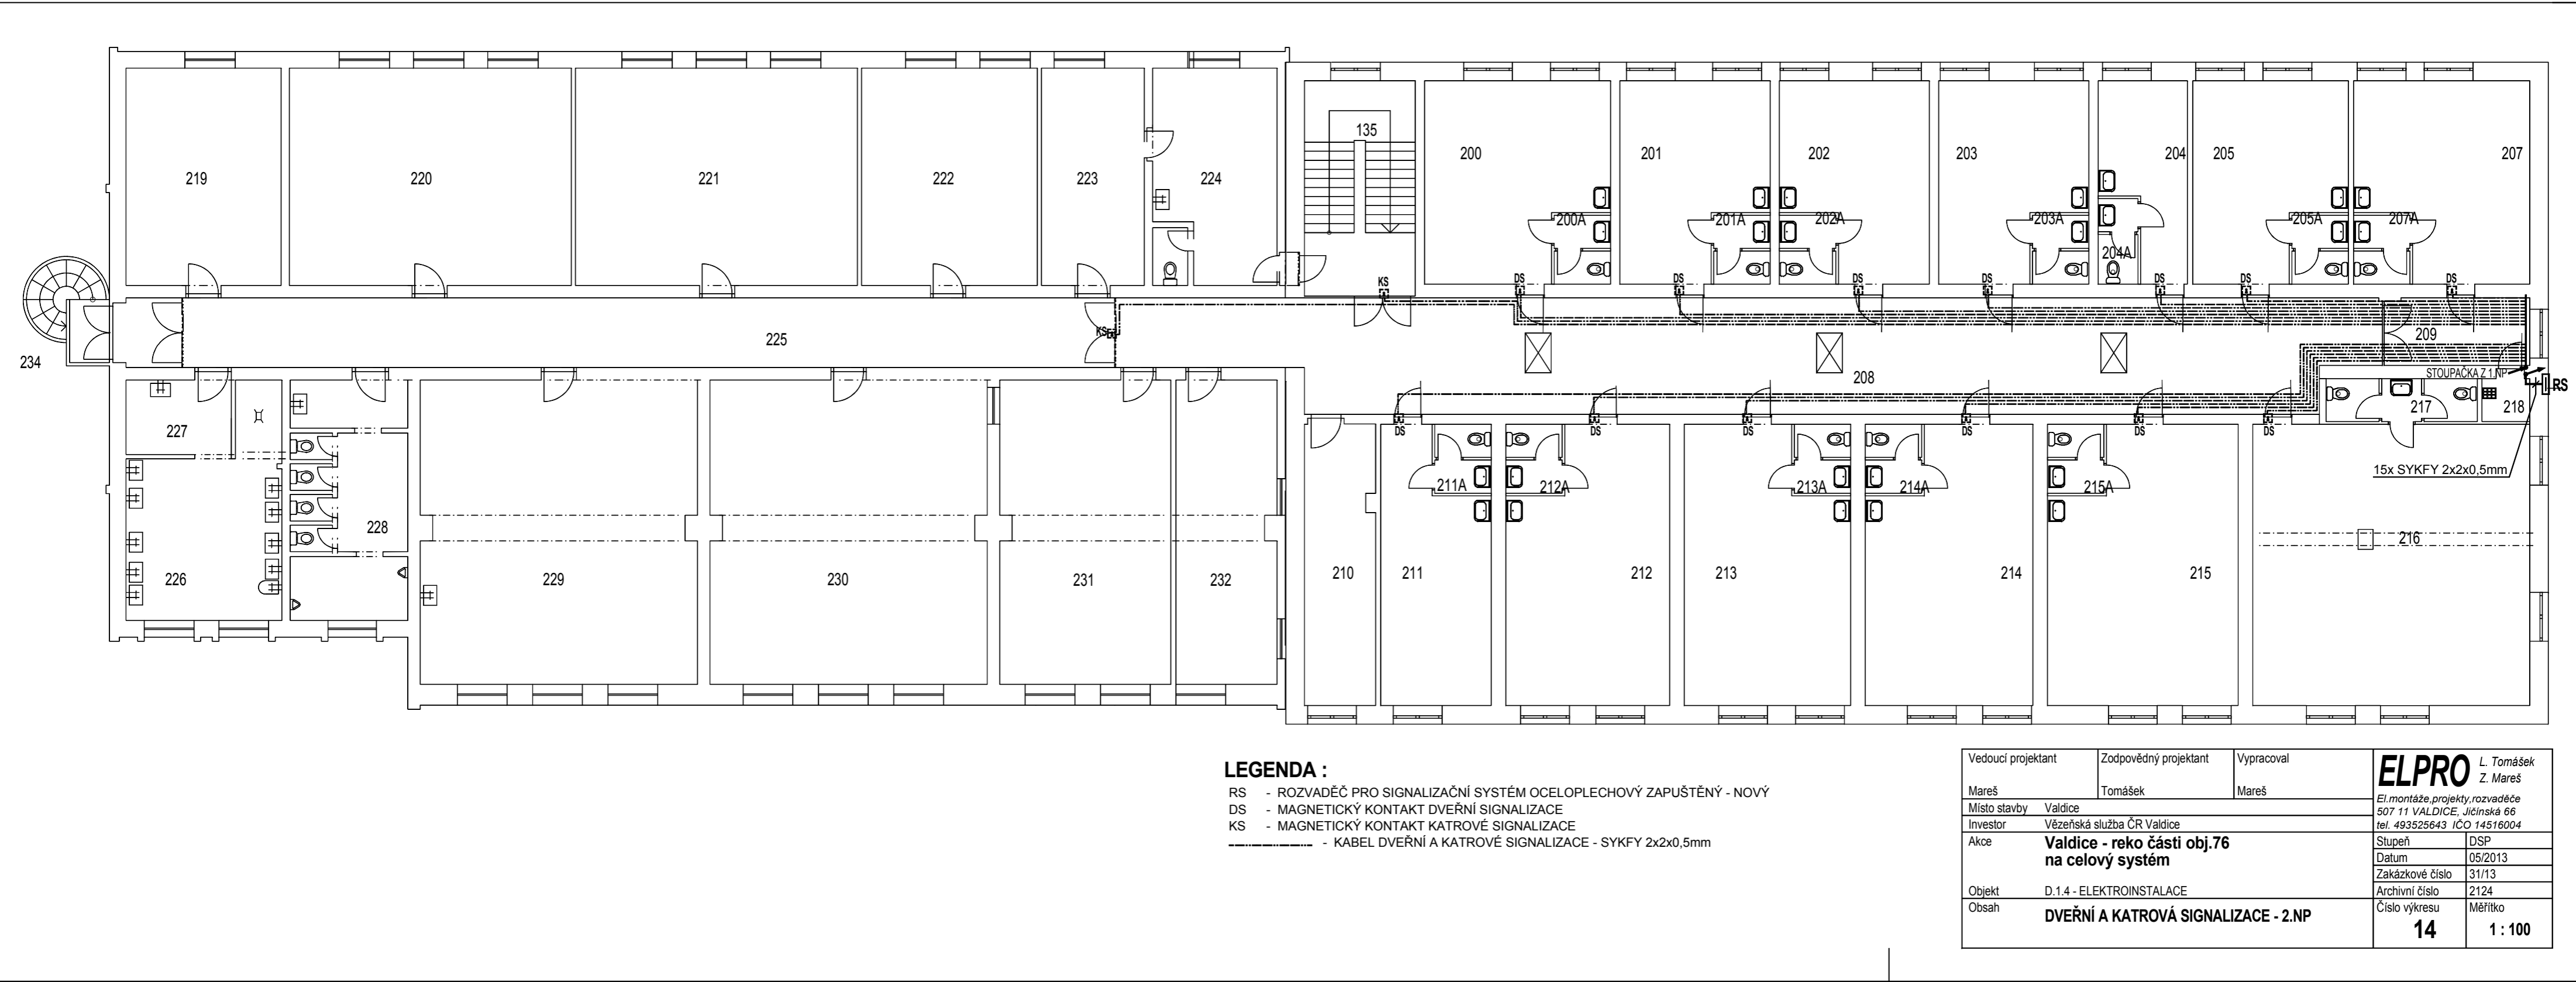 135
200
201
202
203
204
205
207
219
220
221
222
223
224
200A
201A
202A
203A
204A
205A
207A
KS
DS
DS
DS
DS
DS
DS
DS
KS
225
234
208
209
STOUPAČKA Z 1.NP
RS
217
218
DS
DS
DS
DS
DS
DS
227
228
226
229
230
231
232
210
211
211A
212
212A
213
213A
214
214A
215
215A
216
15x SYKFY 2x2x0,5mm
LEGENDA :
RS - ROZVADĚČ PRO SIGNALIZAČNÍ SYSTÉM OCELOPLECHOVÝ ZAPUŠTĚNÝ - NOVÝ
DS - MAGNETICKÝ KONTAKT DVEŘNÍ SIGNALIZACE
KS - MAGNETICKÝ KONTAKT KATROVÉ SIGNALIZACE
- KABEL DVEŘNÍ A KATROVÉ SIGNALIZACE - SYKFY 2x2x0,5mm
Vedoucí projektant Zodpovědný projektant Vypracoval
Mareš Tomášek Mareš
Místo stavby Valdice
Investor Vězeňská služba ČR Valdice
Akce Valdice - reko části obj.76
na celový systém
Objekt D.1.4 - ELEKTROINSTALACE
Obsah DVEŘNÍ A KATROVÁ SIGNALIZACE - 2.NP
ELPRO L. Tomášek
Z. Mareš
El.montáže,projekty,rozvaděče
507 11 VALDICE, Jičínská 66
tel. 493525643 IČO 14516004
Stupeň DSP
Datum 05/2013
Zakázkové číslo 31/13
Archivní číslo 2124
Číslo výkresu Měřítko
14 1 : 100